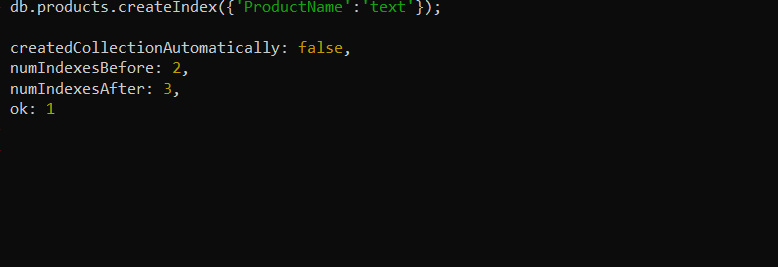 db.products.createIndex({'ProductName':'text'});
createdCollectionAutomatically: false,
numIndexesBefore: 2,
numIndexesAfter: 3,
ok: 1